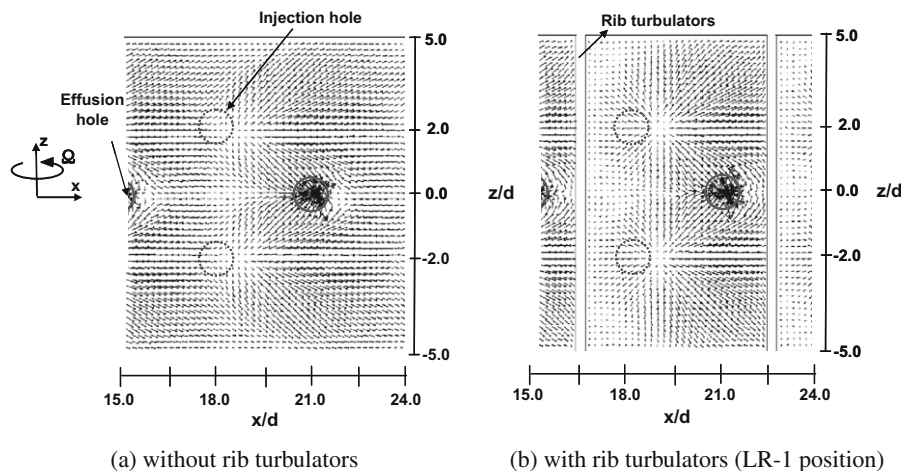 Injection hole
Effusion
hole
z
Ω
x
5.0
2.0
0.0
-2.0
-5.0
z/d
15.0 18.0 21.0 24.0
x/d
(a) without rib turbulators
Rib turbulators
5.0
2.0
0.0
-2.0
-5.0
z/d
15.0 18.0 21.0 24.0
x/d
(b) with rib turbulators (LR-1 position)